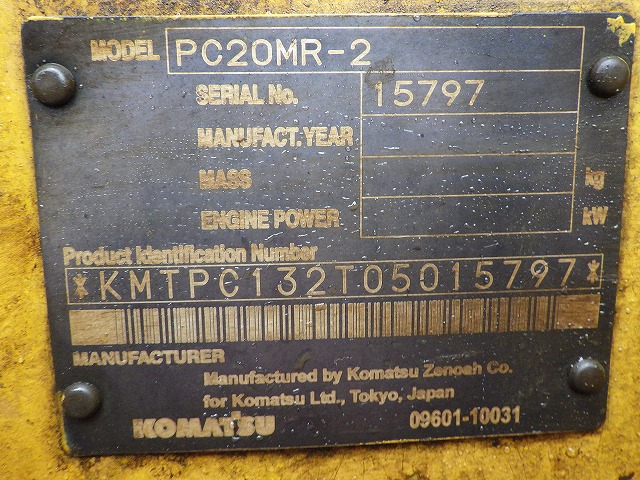 MODEL PC20MR-2
SERIAL No. 15797
MANUFACT.YEAR
MASS kg
ENGINE POWER kW
Product Identification Number
*KMTPC132T05015797*
MANUFACTURER
Manufactured by Komatsu Zenoah Co.
for Komatsu Ltd., Tokyo, Japan
KOMATSU 09601-10031